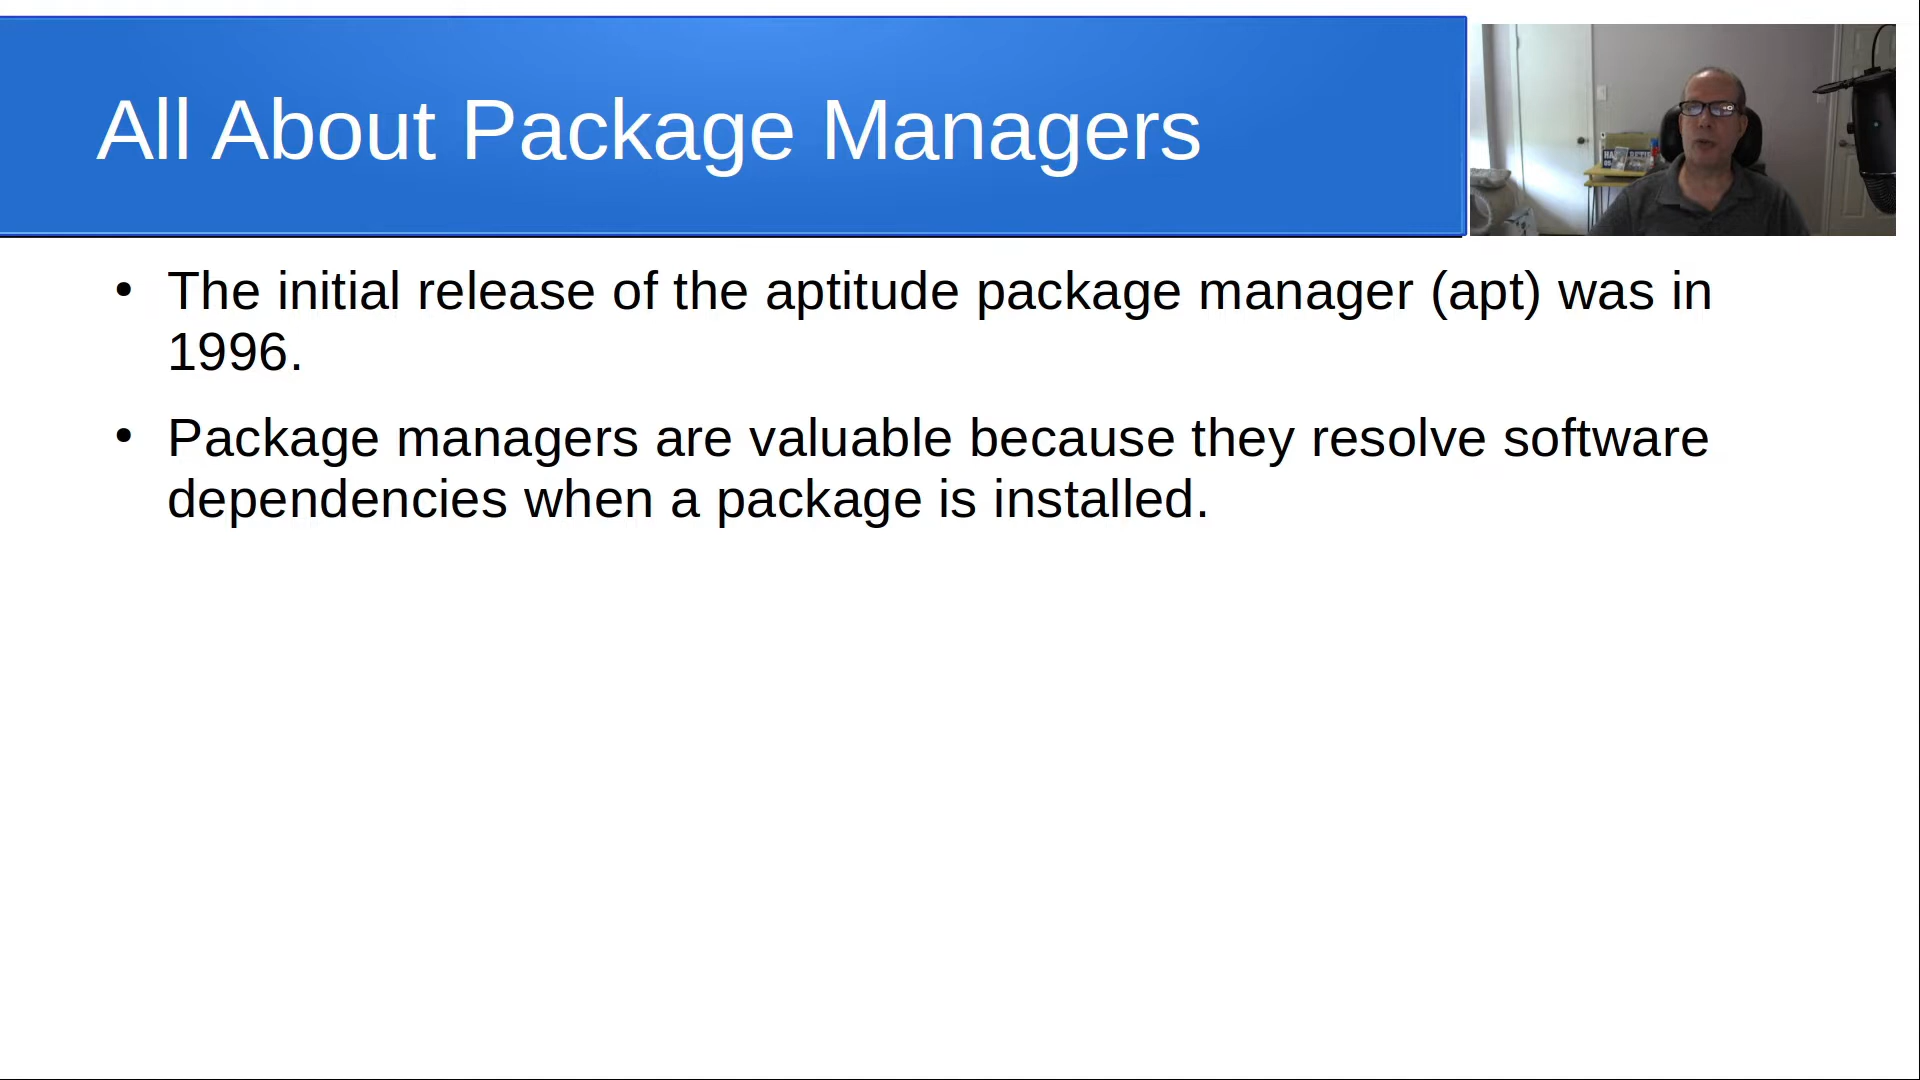 All About Package Managers
• The initial release of the aptitude package manager (apt) was in
1996.
• Package managers are valuable because they resolve software
dependencies when a package is installed.